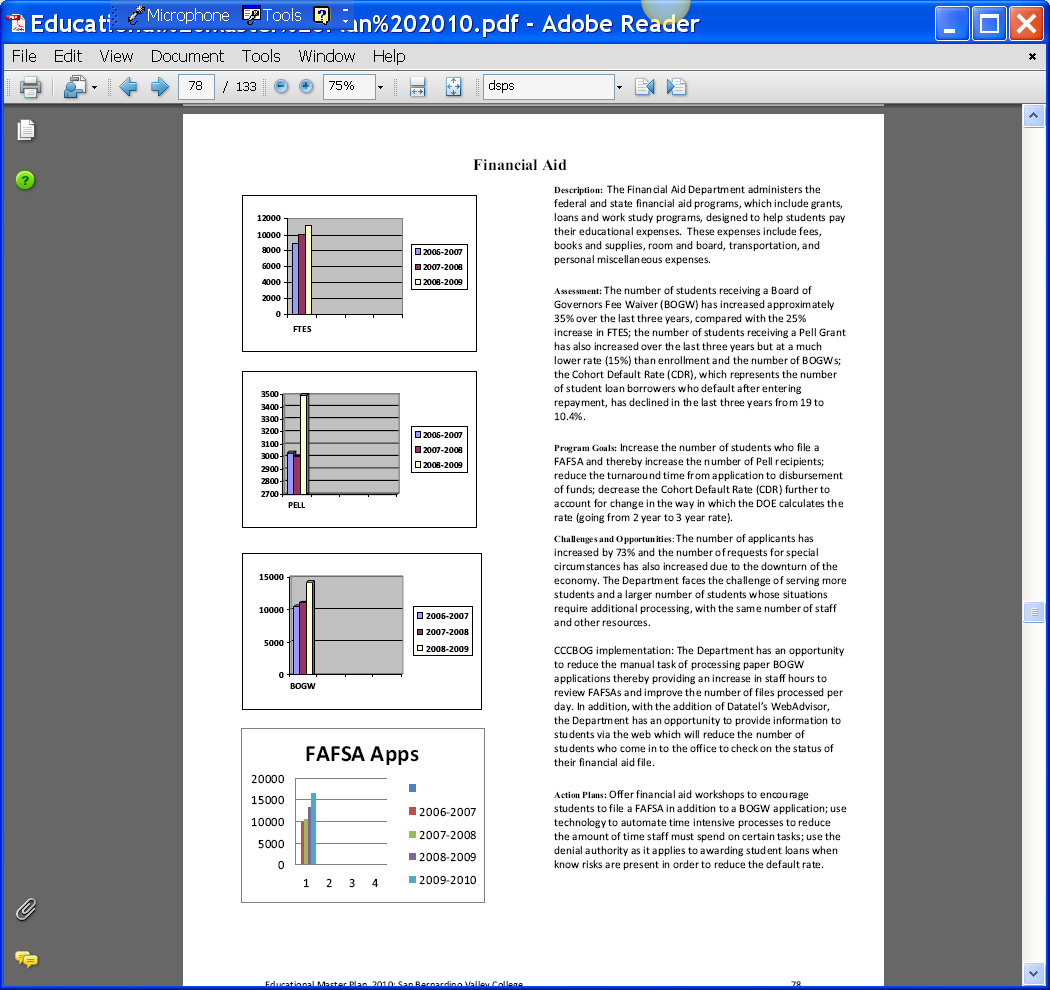 Microphone Tools
Educational%20Master%20Plan%202010.pdf - Adobe Reader
File Edit View Document Tools Window Help
78 / 133 75% dsps
Financial Aid
12000
10000
8000
6000
4000
2000
0
FTES
2006-2007
2007-2008
2008-2009
3500
3400
3300
3200
3100
3000
2900
2800
2700
PELL
2006-2007
2007-2008
2008-2009
15000
10000
5000
0
BOGW
2006-2007
2007-2008
2008-2009
FAFSA Apps
20000
15000
10000
5000
0
1 2 3 4
2006-2007
2007-2008
2008-2009
2009-2010
Description: The Financial Aid Department administers the
federal and state financial aid programs, which include grants,
loans and work study programs, designed to help students pay
their educational expenses. These expenses include fees,
books and supplies, room and board, transportation, and
personal miscellaneous expenses.
Assessment: The number of students receiving a Board of
Governors Fee Waiver (BOGW) has increased approximately
35% over the last three years, compared with the 25%
increase in FTES; the number of students receiving a Pell Grant
has also increased over the last three years but at a much
lower rate (15%) than enrollment and the number of BOGWs;
the Cohort Default Rate (CDR), which represents the number
of student loan borrowers who default after entering
repayment, has declined in the last three years from 19 to
10.4%.
Program Goals: Increase the number of students who file a
FAFSA and thereby increase the number of Pell recipients;
reduce the turnaround time from application to disbursement
of funds; decrease the Cohort Default Rate (CDR) further to
account for change in the way in which the DOE calculates the
rate (going from 2 year to 3 year rate).
Challenges and Opportunities: The number of applicants has
increased by 73% and the number of requests for special
circumstances has also increased due to the downturn of the
economy. The Department faces the challenge of serving more
students and a larger number of students whose situations
require additional processing, with the same number of staff
and other resources.
CCCBOG implementation: The Department has an opportunity
to reduce the manual task of processing paper BOGW
applications thereby providing an increase in staff hours to
review FAFSAs and improve the number of files processed per
day. In addition, with the addition of Datatel's WebAdvisor,
the Department has an opportunity to provide information to
students via the web which will reduce the number of
students who come in to the office to check on the status of
their financial aid file.
Action Plans: Offer financial aid workshops to encourage
students to file a FAFSA in addition to a BOGW application; use
technology to automate time intensive processes to reduce
the amount of time staff must spend on certain tasks; use the
denial authority as it applies to awarding student loans when
know risks are present in order to reduce the default rate.
Educational Master Plan, 2010: San Bernardino Valley College 78